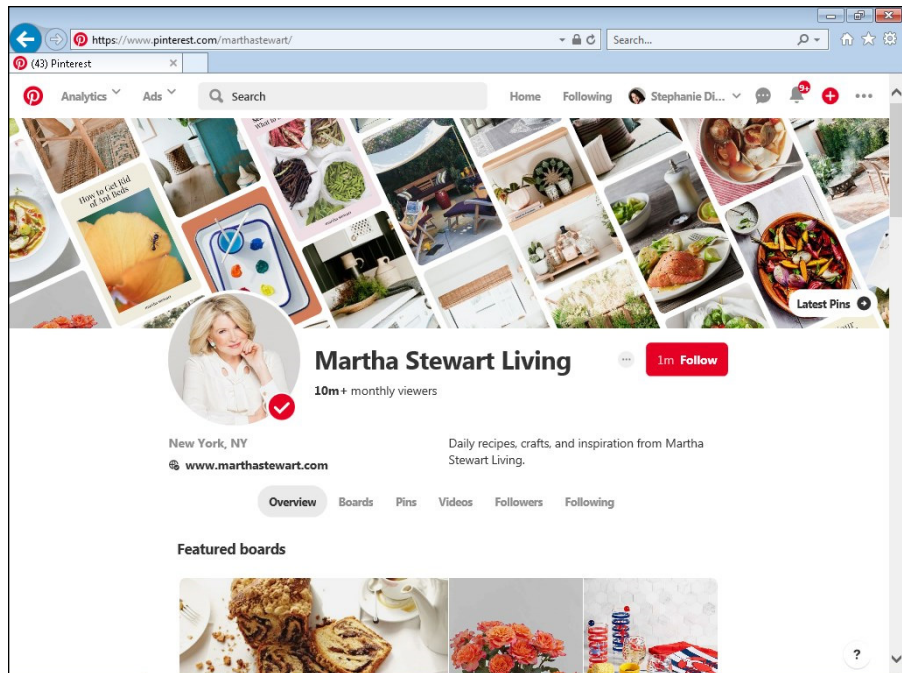 https://www.pinterest.com/marthastewart/
Search...
(43) Pinterest
Analytics
Ads
Search
Home
Following
Stephanie Di...
9+
How to Get Rid
of Ant Beds
Latest Pins
Martha Stewart Living
1m Follow
10m+ monthly viewers
New York, NY
www.marthastewart.com
Daily recipes, crafts, and inspiration from Martha
Stewart Living.
Overview Boards Pins Videos Followers Following
Featured boards
?